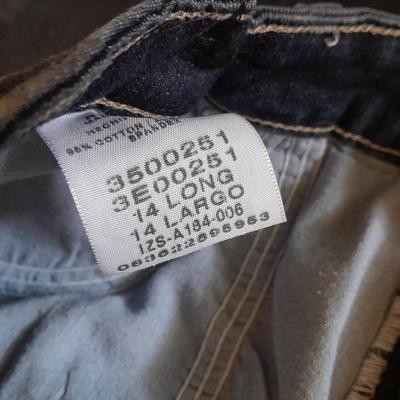 98% COTTON
SPANDEX
3500251
3E00251
14 LONG
14 LARGO
IZS-A184-006